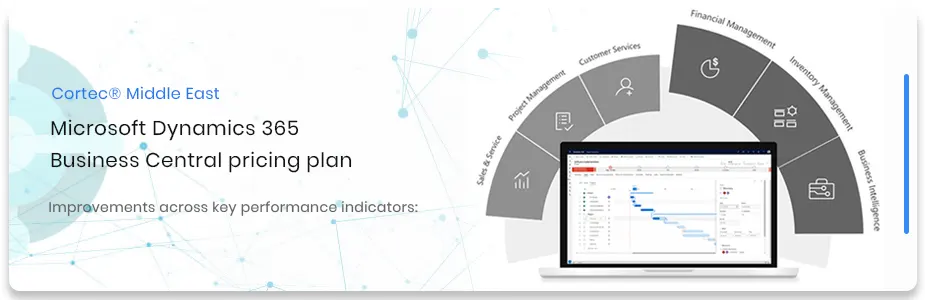 Cortec® Middle East
Microsoft Dynamics 365
Business Central pricing plan
Improvements across key performance indicators:
Sales & Service
Project Management
Customer Services
Financial Management
Inventory Management
Business Intelligence